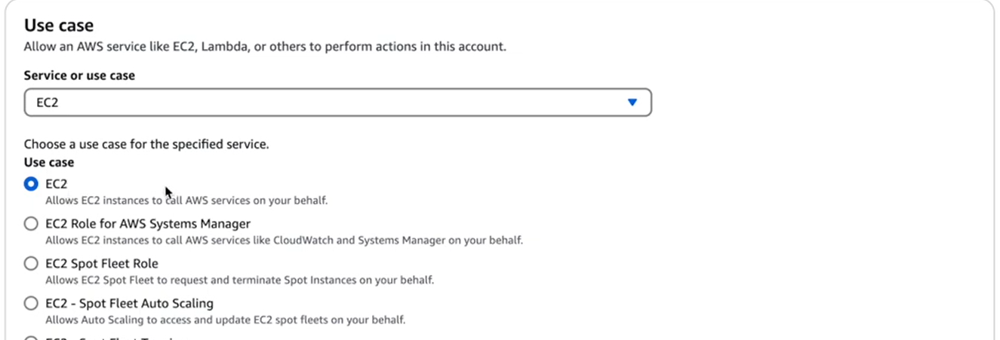 Use case
Allow an AWS service like EC2, Lambda, or others to perform actions in this account.
Service or use case
EC2
Choose a use case for the specified service.
Use case
EC2
Allows EC2 instances to call AWS services on your behalf.
EC2 Role for AWS Systems Manager
Allows EC2 instances to call AWS services like CloudWatch and Systems Manager on your behalf.
EC2 Spot Fleet Role
Allows EC2 Spot Fleet to request and terminate Spot Instances on your behalf.
EC2 - Spot Fleet Auto Scaling
Allows Auto Scaling to access and update EC2 spot fleets on your behalf.